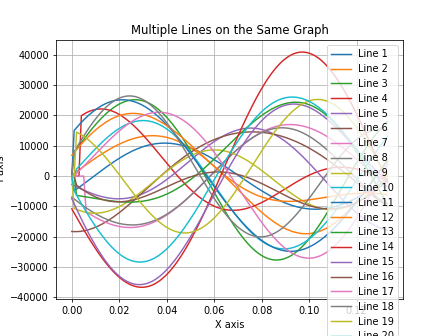 Multiple Lines on the Same Graph
40000
30000
20000
10000
0
−10000
−20000
−30000
−40000
0.00
0.02
0.04
0.06
0.08
0.10
X axis
axis
Line 1
Line 2
Line 3
Line 4
Line 5
Line 6
Line 7
Line 8
Line 9
Line 10
Line 11
Line 12
Line 13
Line 14
Line 15
Line 16
Line 17
Line 18
Line 19
Line 20